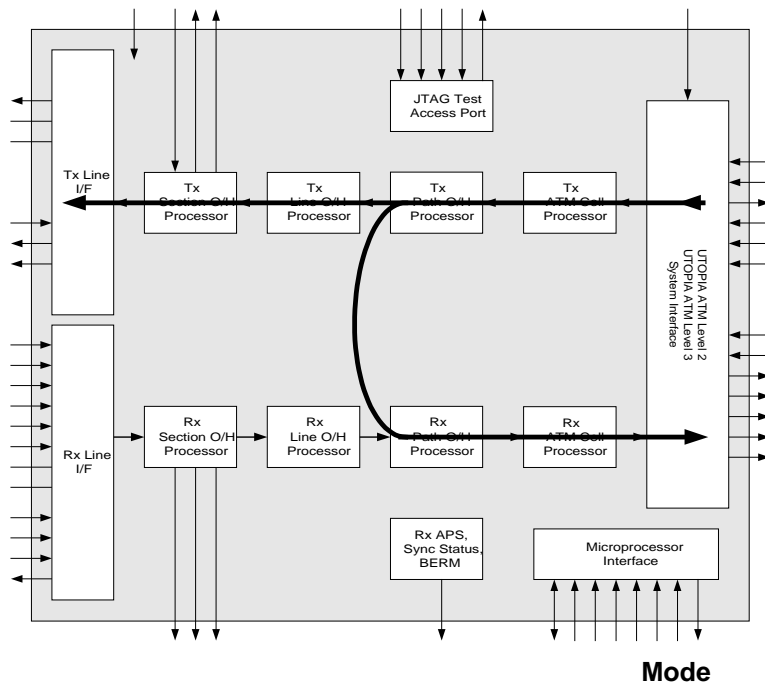 JTAG Test
Access Port
Tx Line
I/F
Tx
Section O/H
Processor
Tx
Line O/H
Processor
Tx
Path O/H
Processor
Tx
ATM Cell
Processor
UTOPIA ATM Level 2
UTOPIA ATM Level 3
System Interface
Rx Line
I/F
Rx
Section O/H
Processor
Rx
Line O/H
Processor
Rx
Path O/H
Processor
Rx
ATM Cell
Processor
Rx APS,
Sync Status,
BERM
Microprocessor
Interface
Mode